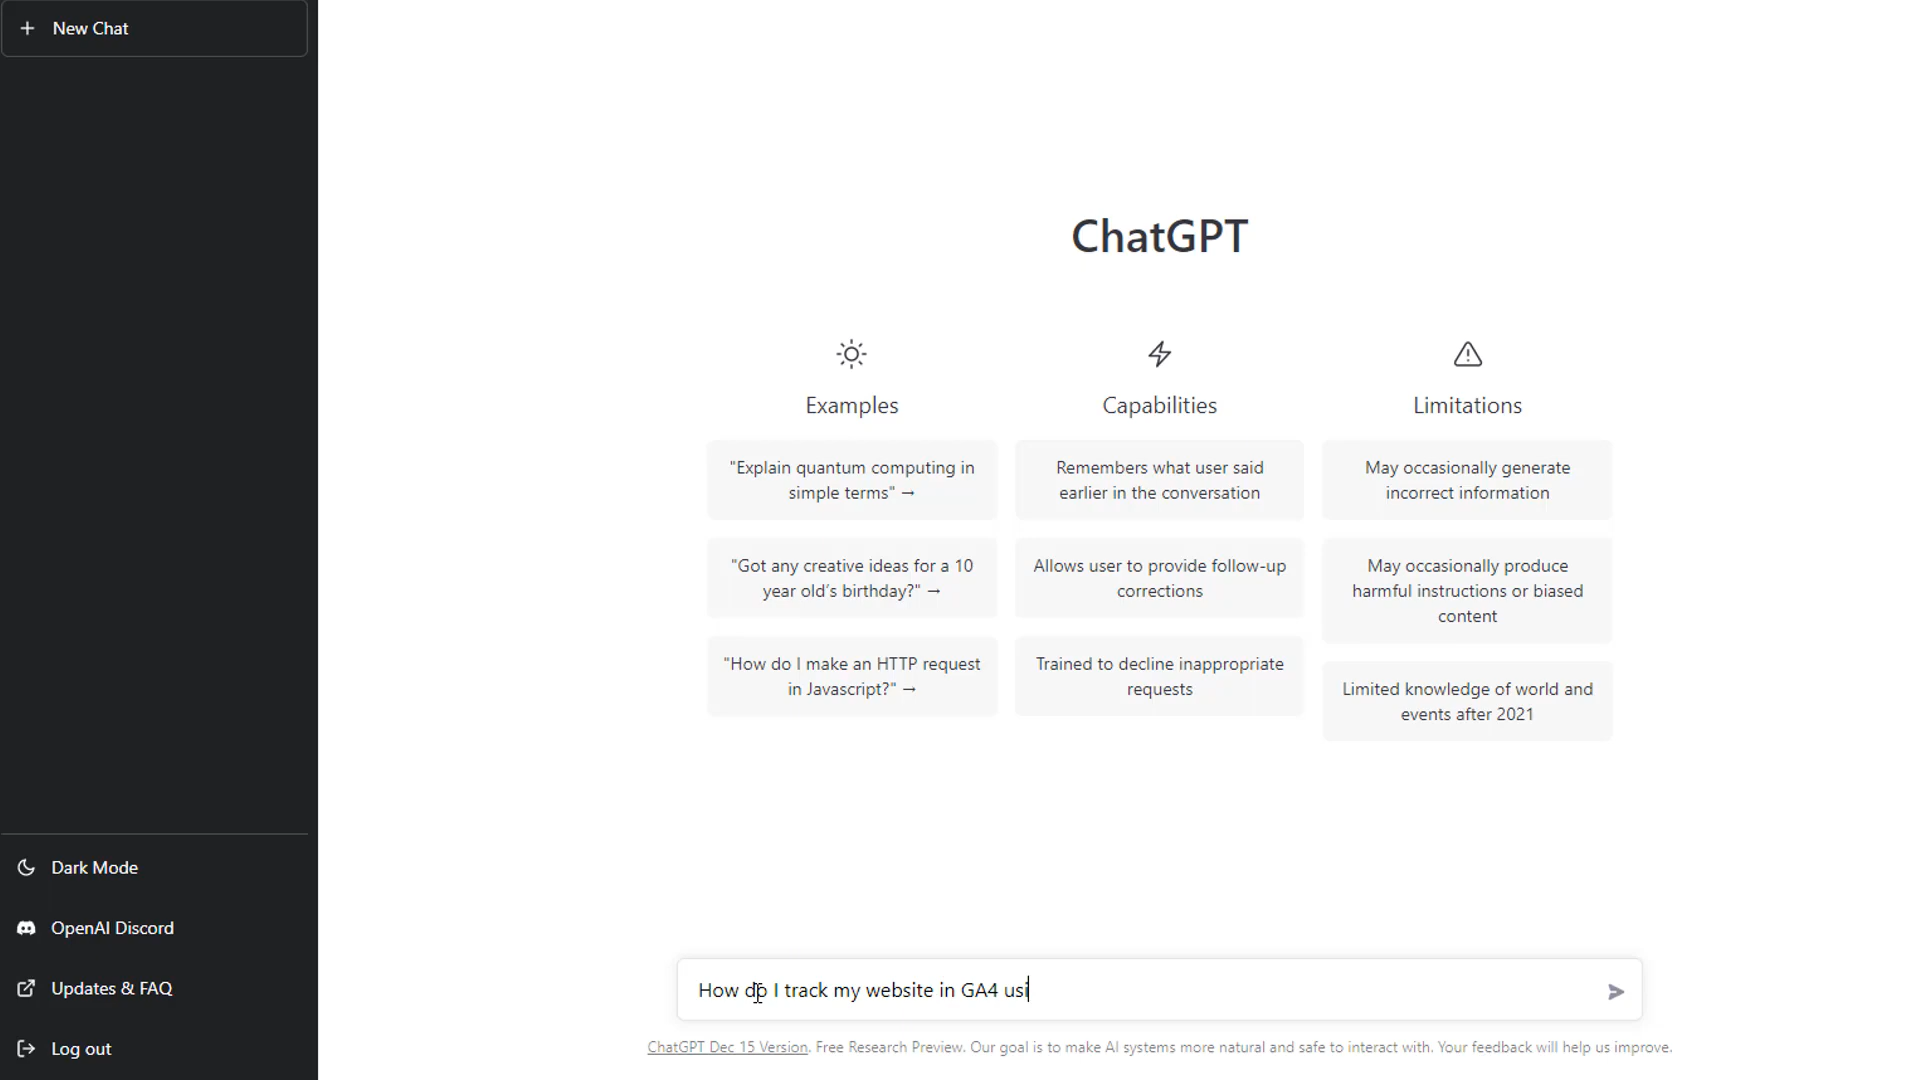 New Chat
ChatGPT
Examples
Capabilities
Limitations
"Explain quantum computing in
simple terms" →
Remembers what user said
earlier in the conversation
May occasionally generate
incorrect information
"Got any creative ideas for a 10
year old’s birthday?" →
Allows user to provide follow-up
corrections
May occasionally produce
harmful instructions or biased
content
"How do I make an HTTP request
in Javascript?" →
Trained to decline inappropriate
requests
Limited knowledge of world and
events after 2021
Dark Mode
OpenAI Discord
Updates & FAQ
Log out
How do I track my website in GA4 usi
ChatGPT Dec 15 Version. Free Research Preview. Our goal is to make AI systems more natural and safe to interact with. Your feedback will help us improve.